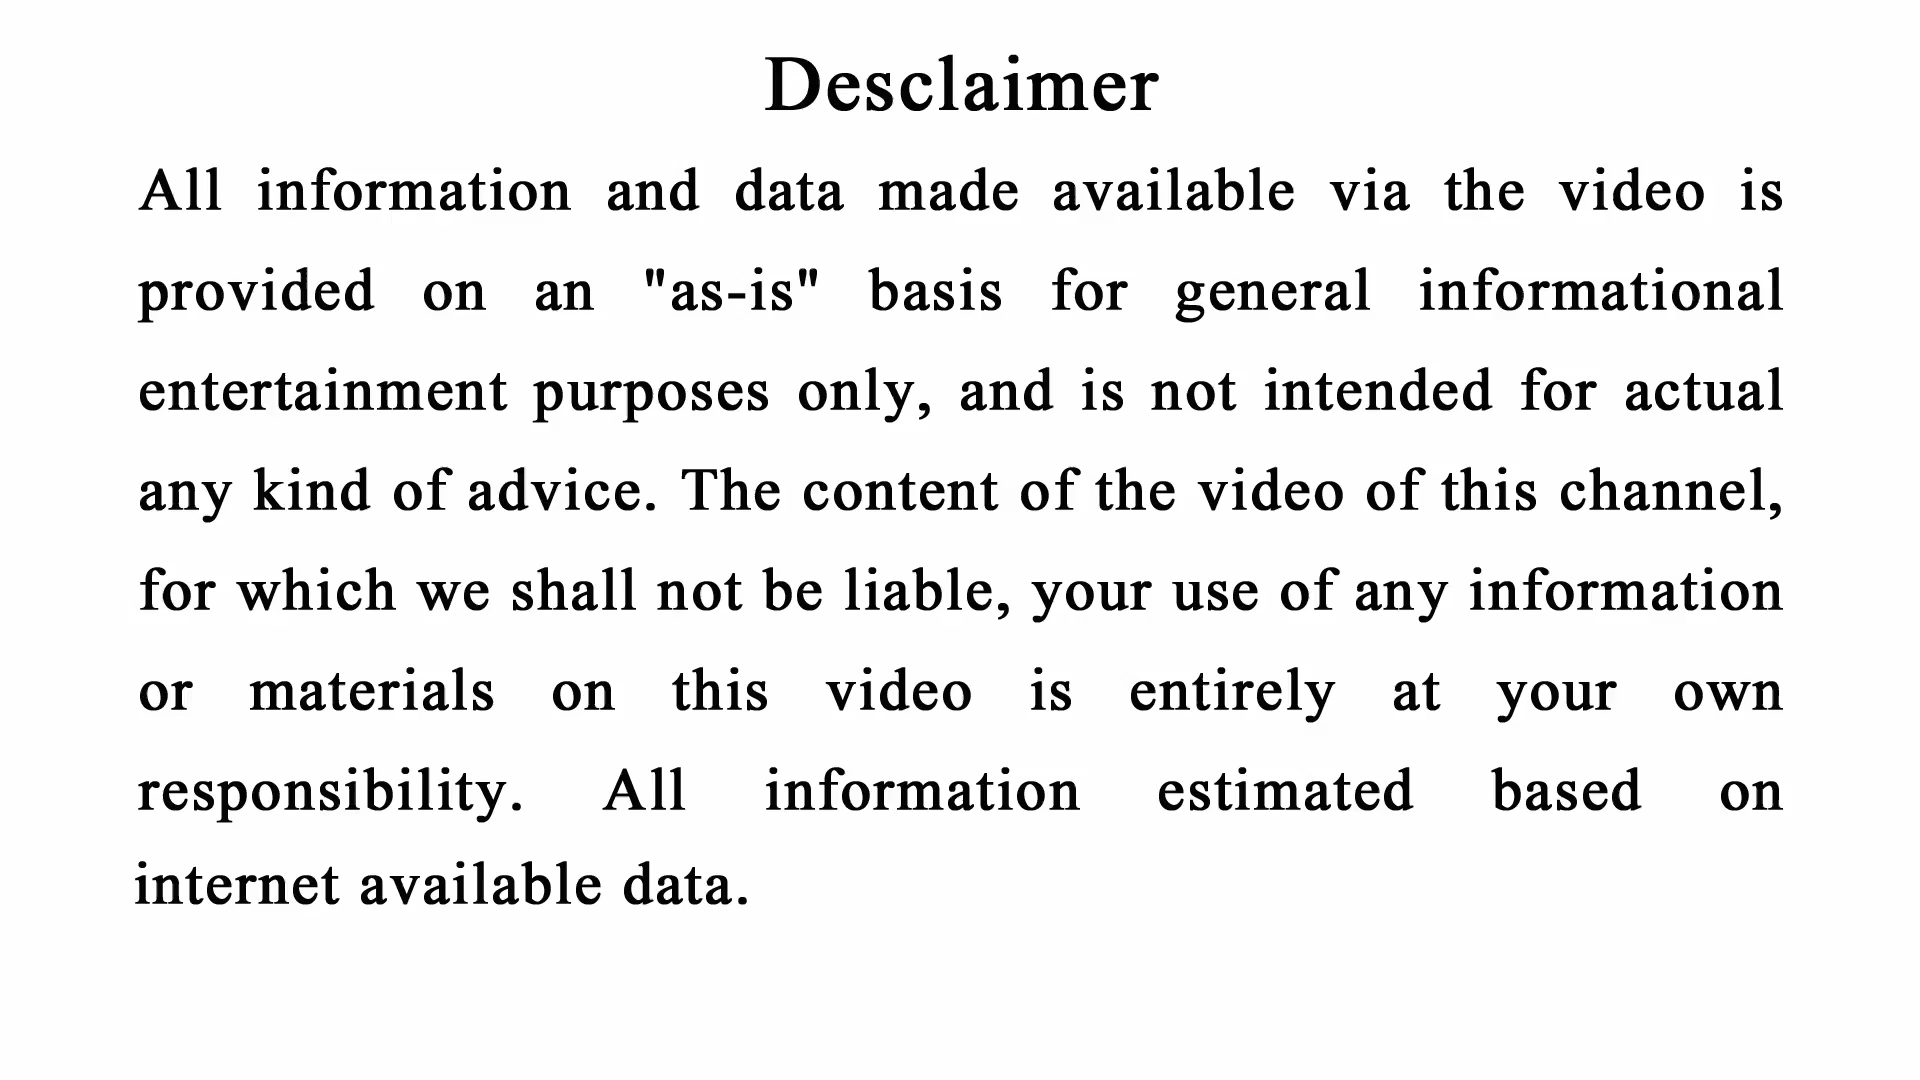 Desclaimer
All information and data made available via the video is
provided on an "as-is" basis for general informational
entertainment purposes only, and is not intended for actual
any kind of advice. The content of the video of this channel,
for which we shall not be liable, your use of any information
or materials on this video is entirely at your own
responsibility. All information estimated based on
internet available data.